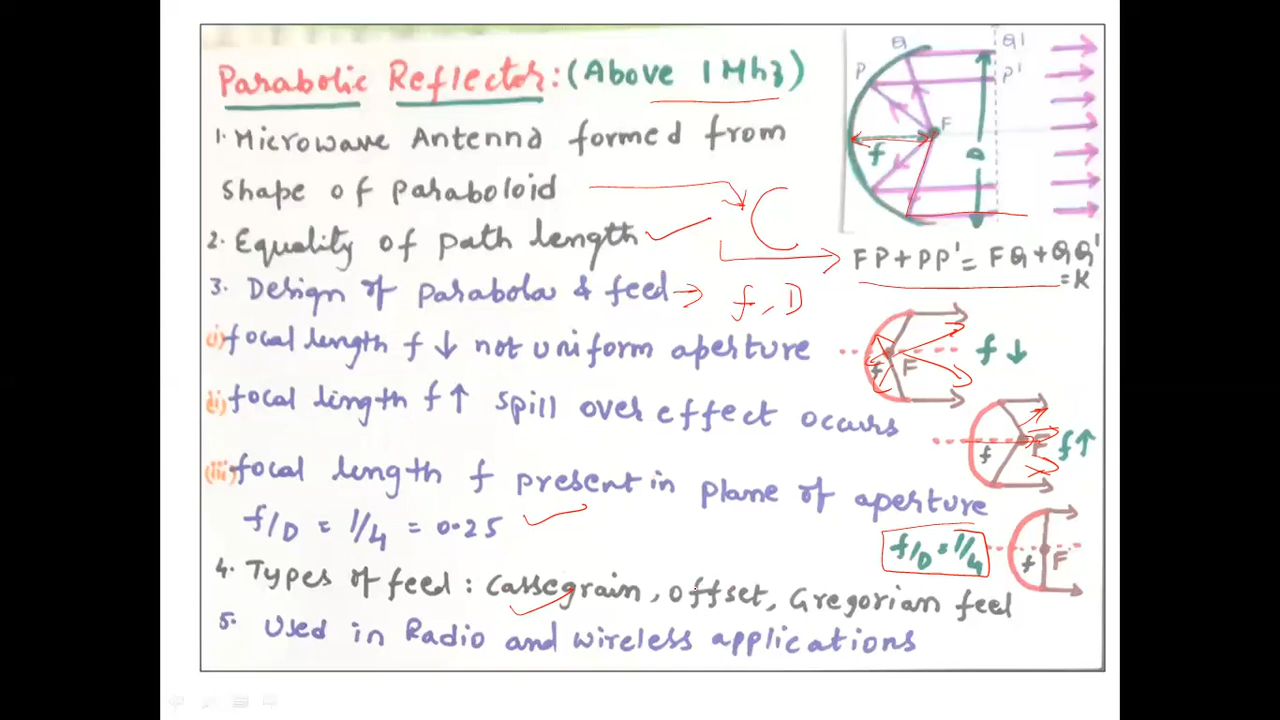 Parabolic Reflector: (Above 1 Mhz)
1. Microwave Antenna formed from
shape of paraboloid
2. Equality of path length
3. Design of parabola & feed → f, D
(i) focal length f ↓ not uniform aperture
(ii) focal length f ↑ spill over effect occurs
(iii) focal length f present in plane of aperture
f/D = 1/4 = 0.25
4. Types of feed: Cassegrain, offset, Gregorian feel
5. Used in Radio and wireless applications
Q Q'
P P'
F
f
D
FP + PP' = FQ + QQ'
= K
f F f ↓
f F f ↑
f/D = 1/4
f F